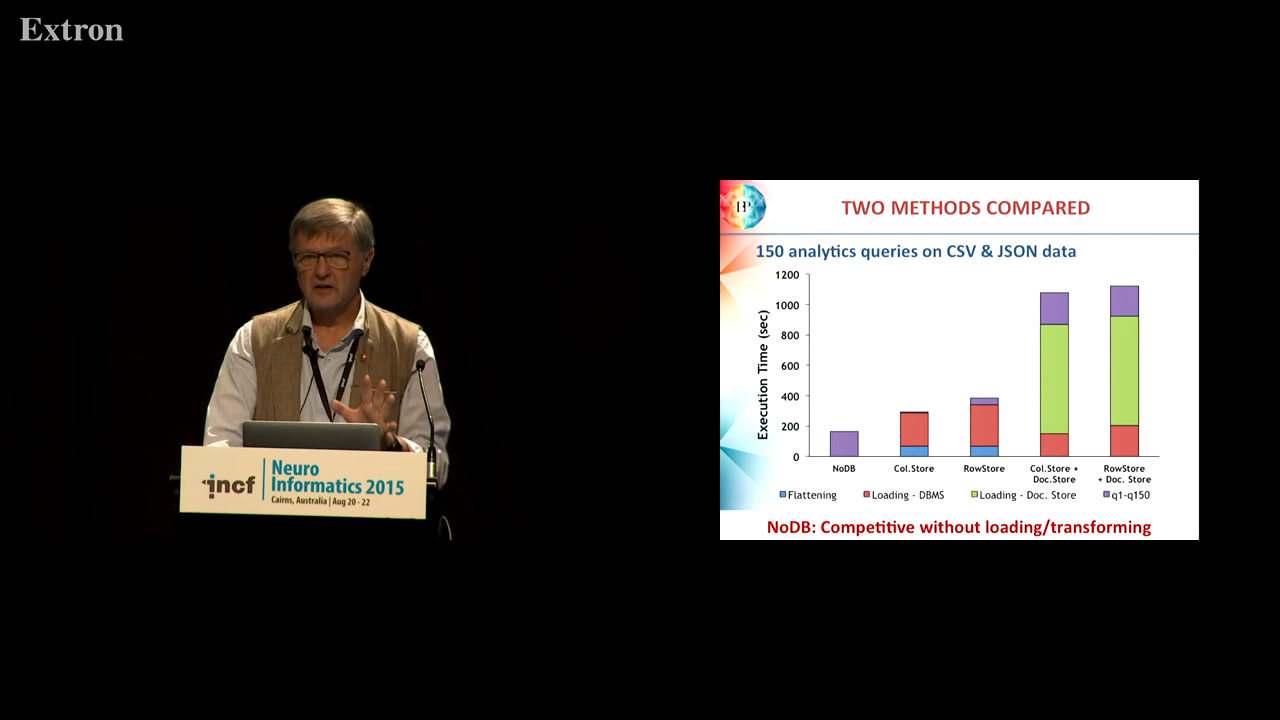 Extron
incf
Neuro
Informatics 2015
Cairns, Australia | Aug 20 - 22
TWO METHODS COMPARED
150 analytics queries on CSV & JSON data
Execution Time (sec)
1200
1000
800
600
400
200
0
NoDB
Col.Store
RowStore
Col.Store +
Doc.Store
RowStore
+ Doc. Store
Flattening
Loading - DBMS
Loading - Doc. Store
q1-q150
NoDB: Competitive without loading/transforming